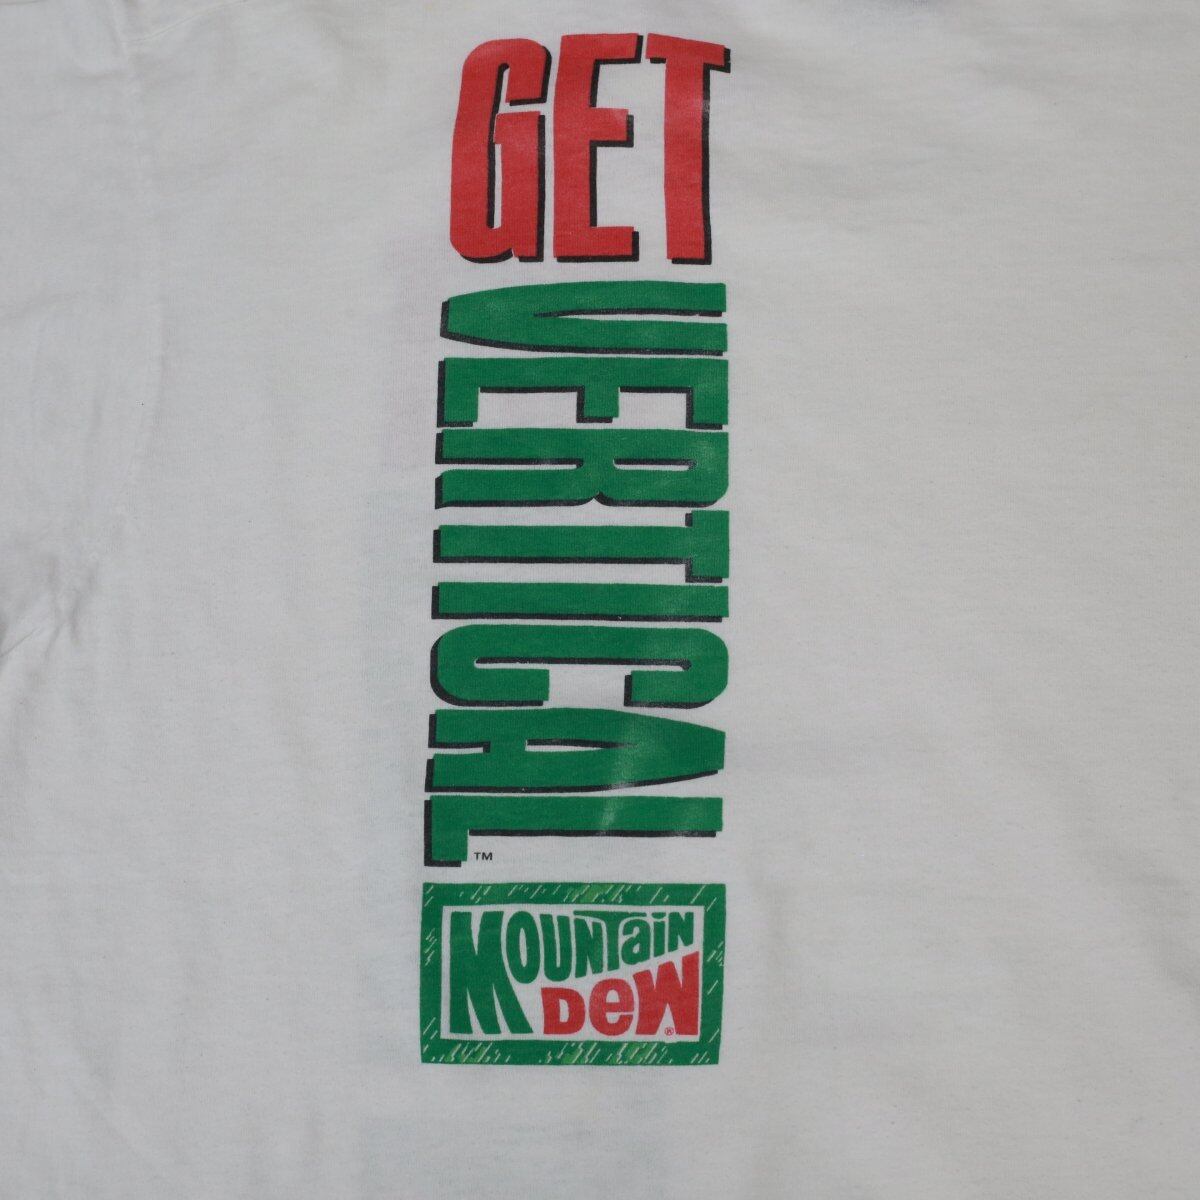 GET
VERTICAL™
MOUNTaiN
DeW®